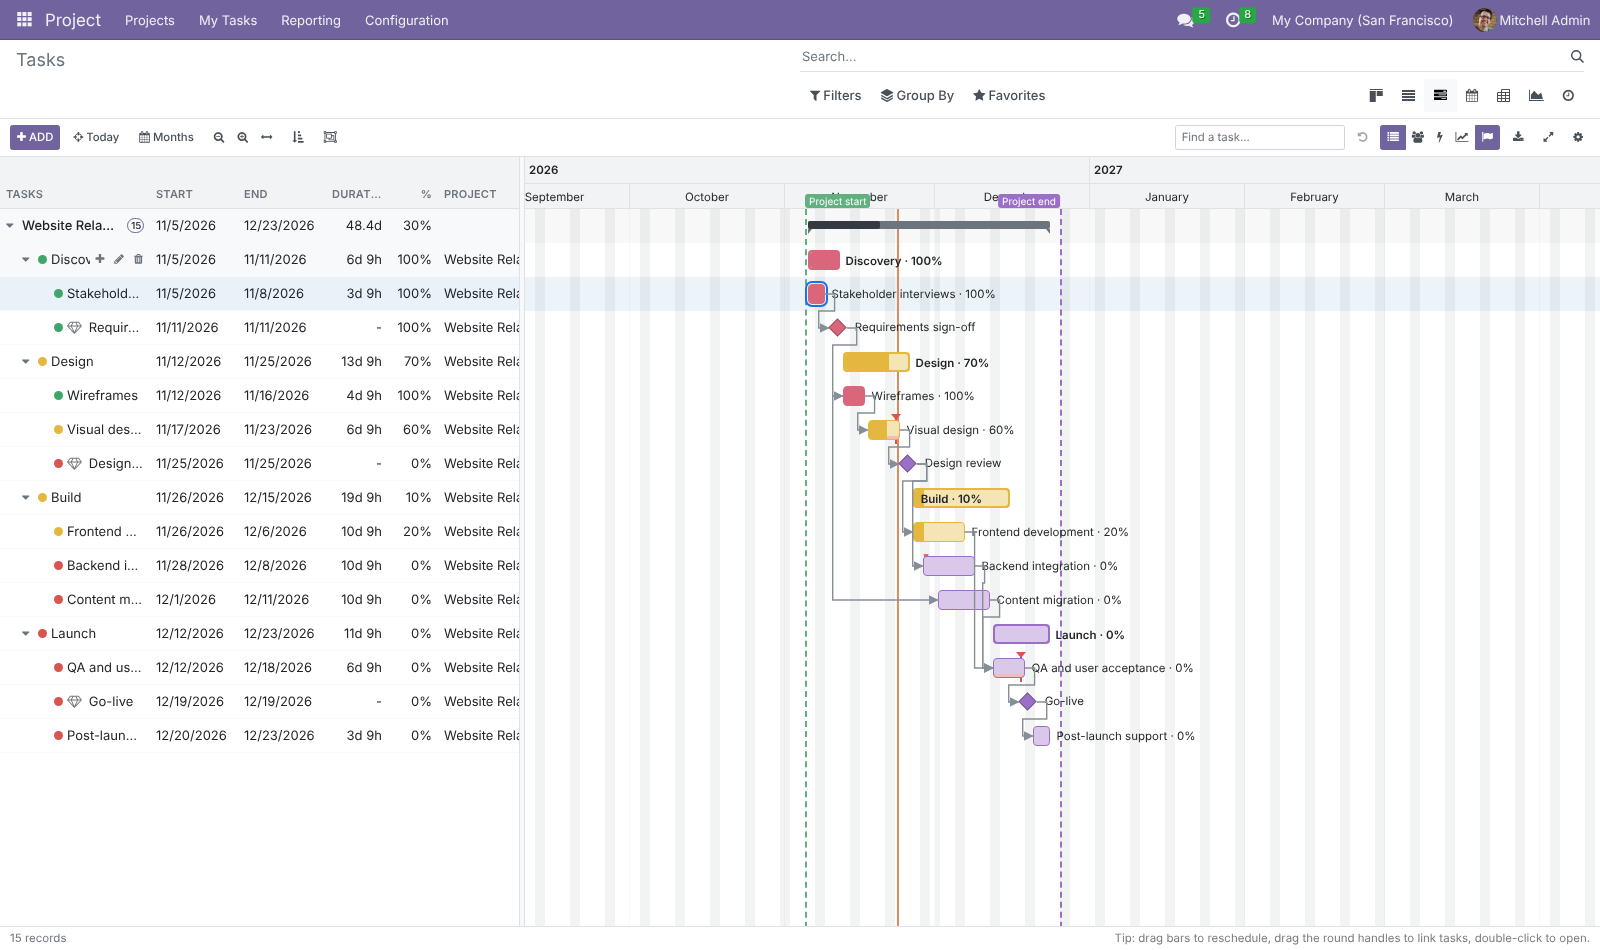 Project Projects My Tasks Reporting Configuration 5 8 My Company (San Francisco) Mitchell Admin
Tasks Search...
Filters Group By Favorites
ADD Today Months Find a task...
2026 2027
TASKS START END DURAT... % PROJECT September October December January February March
Project start Project end
Website Rela... 15 11/5/2026 12/23/2026 48.4d 30%
Discov 11/5/2026 11/11/2026 6d 9h 100% Website Rela Discovery · 100%
Stakehold... 11/5/2026 11/8/2026 3d 9h 100% Website Rela Stakeholder interviews · 100%
Requir... 11/11/2026 11/11/2026 - 100% Website Rela Requirements sign-off
Design 11/12/2026 11/25/2026 13d 9h 70% Website Rela Design · 70%
Wireframes 11/12/2026 11/16/2026 4d 9h 100% Website Rela Wireframes · 100%
Visual des... 11/17/2026 11/23/2026 6d 9h 60% Website Rela Visual design · 60%
Design... 11/25/2026 11/25/2026 - 0% Website Rela Design review
Build 11/26/2026 12/15/2026 19d 9h 10% Website Rela Build · 10%
Frontend ... 11/26/2026 12/6/2026 10d 9h 20% Website Rela Frontend development · 20%
Backend i... 11/28/2026 12/8/2026 10d 9h 0% Website Rela Backend integration · 0%
Content m... 12/1/2026 12/11/2026 10d 9h 0% Website Rela Content migration · 0%
Launch 12/12/2026 12/23/2026 11d 9h 0% Website Rela Launch · 0%
QA and us... 12/12/2026 12/18/2026 6d 9h 0% Website Rela QA and user acceptance · 0%
Go-live 12/19/2026 12/19/2026 - 0% Website Rela Go-live
Post-laun... 12/20/2026 12/23/2026 3d 9h 0% Website Rela Post-launch support · 0%
15 records Tip: drag bars to reschedule, drag the round handles to link tasks, double-click to open.